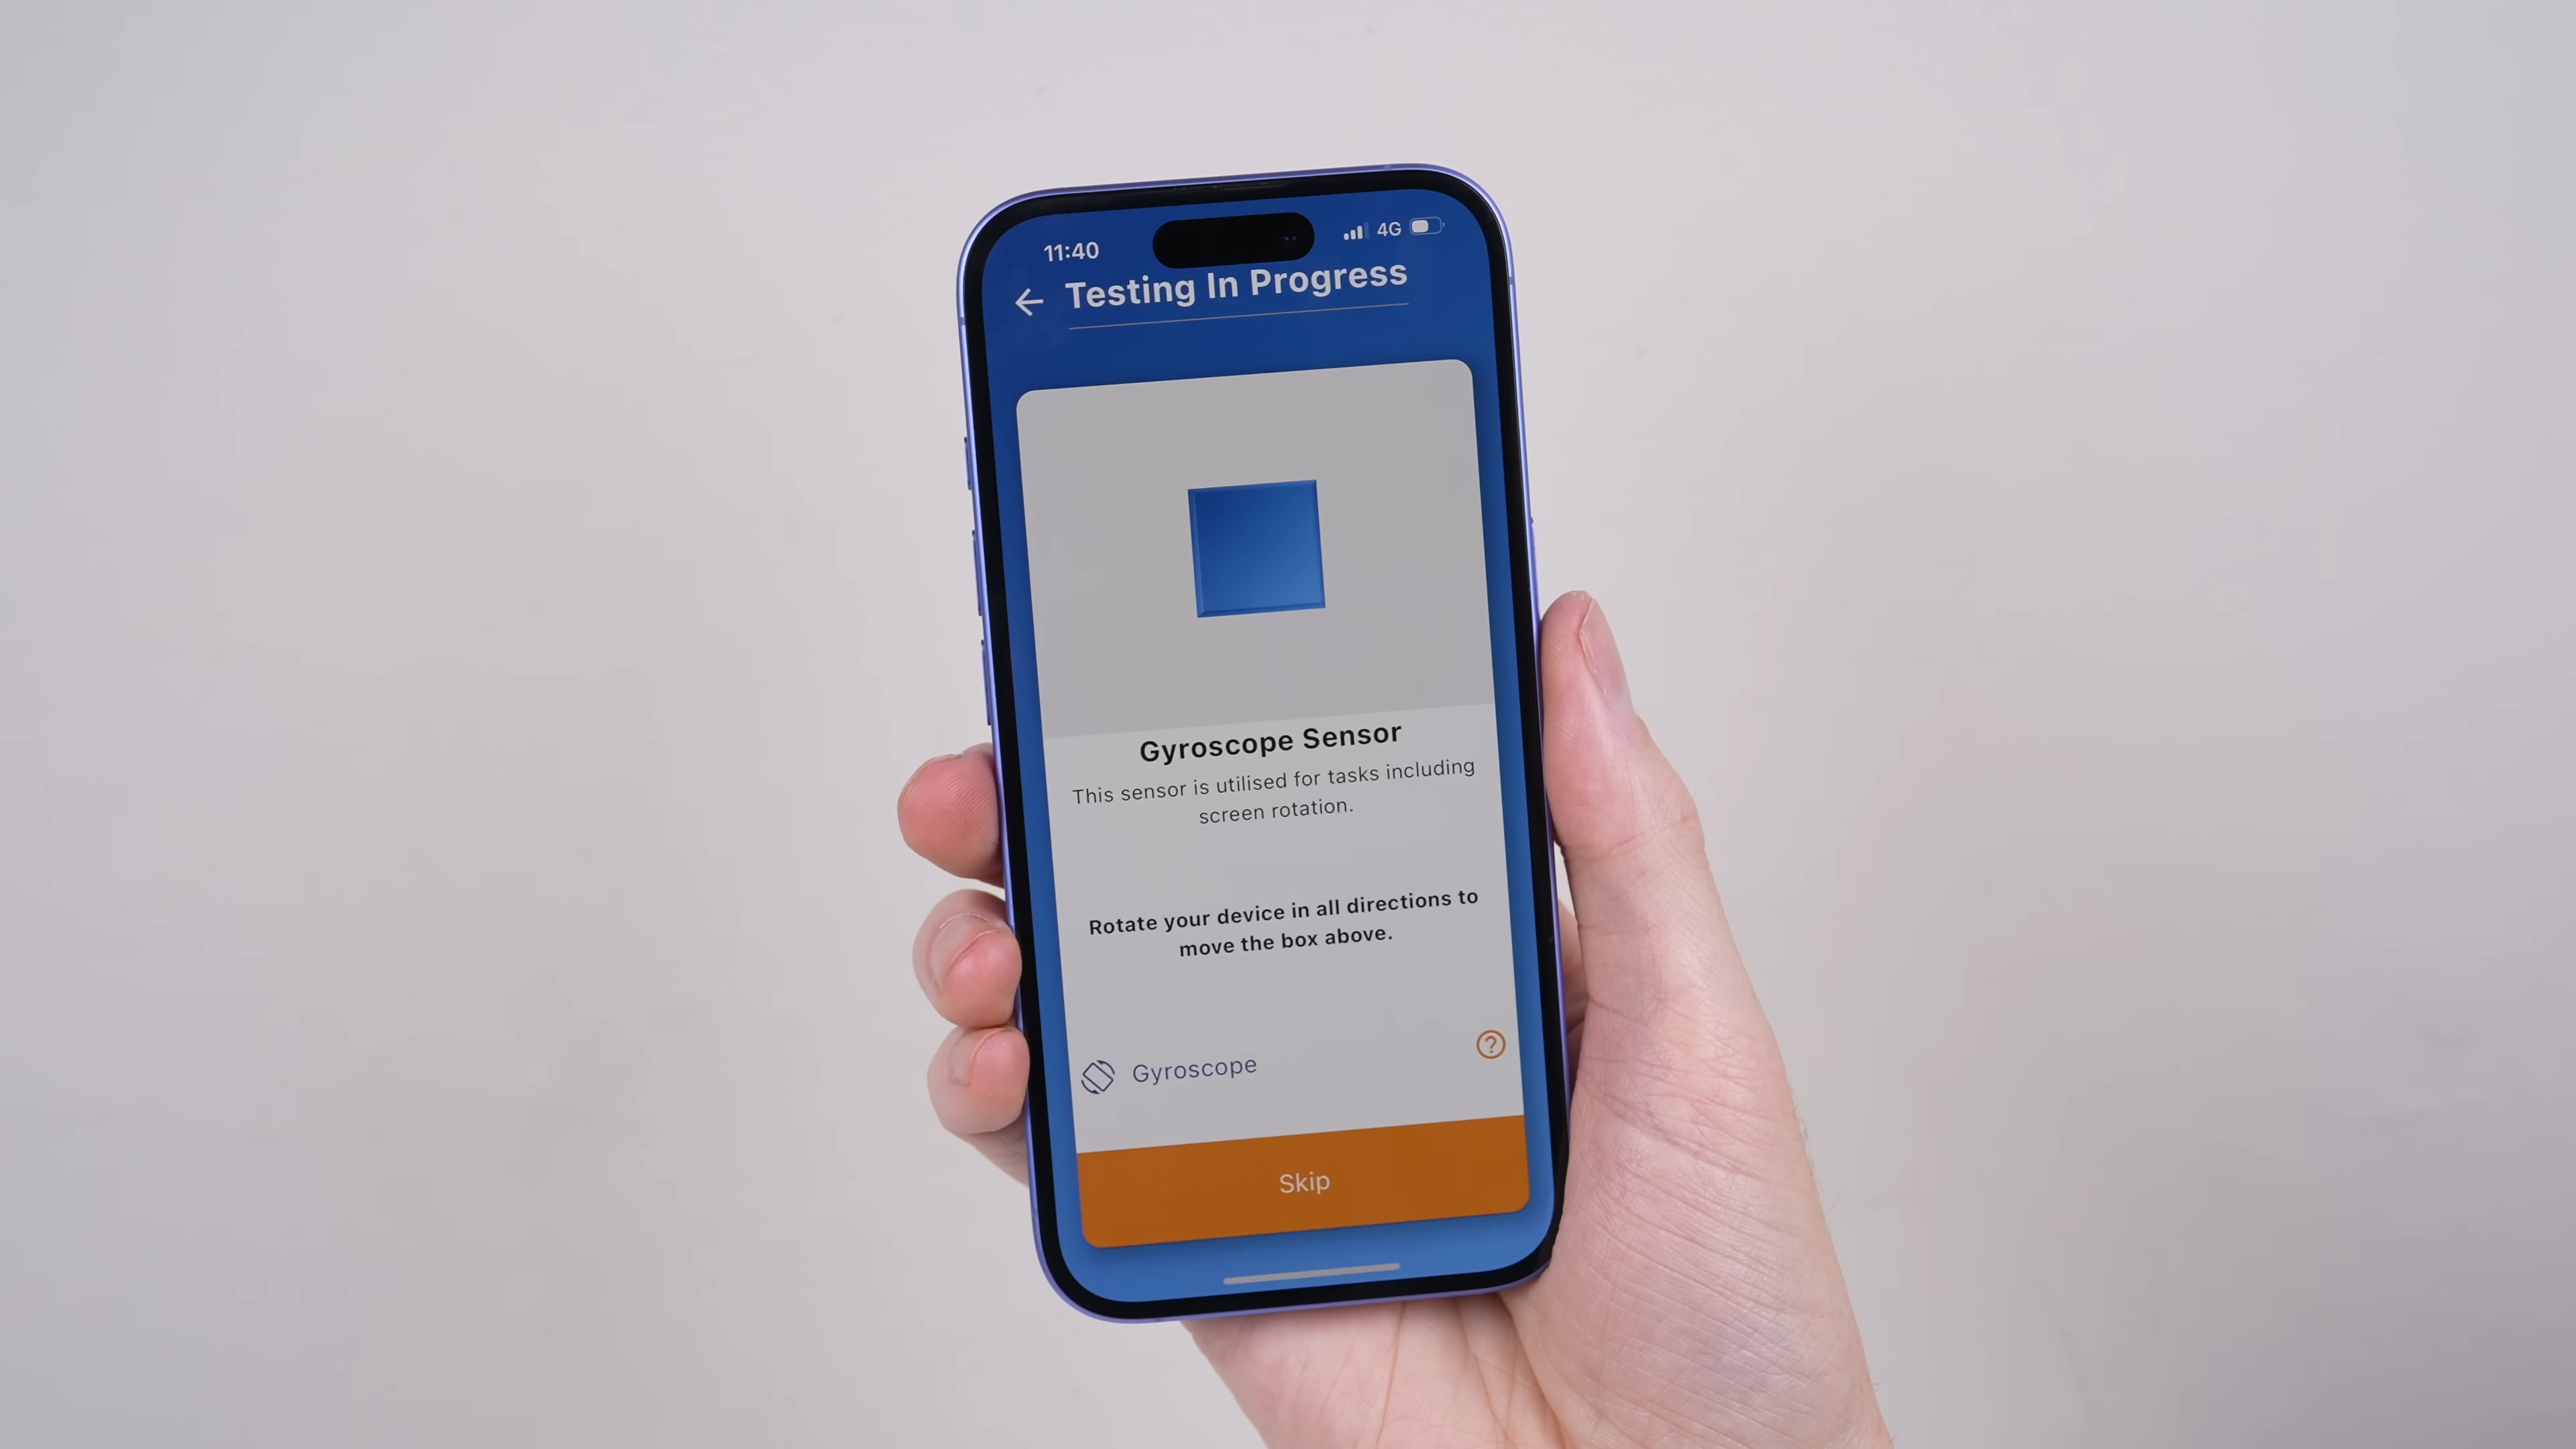 11:40
4G
Testing In Progress
Gyroscope Sensor
This sensor is utilised for tasks including
screen rotation.
Rotate your device in all directions to
move the box above.
Gyroscope
?
Skip